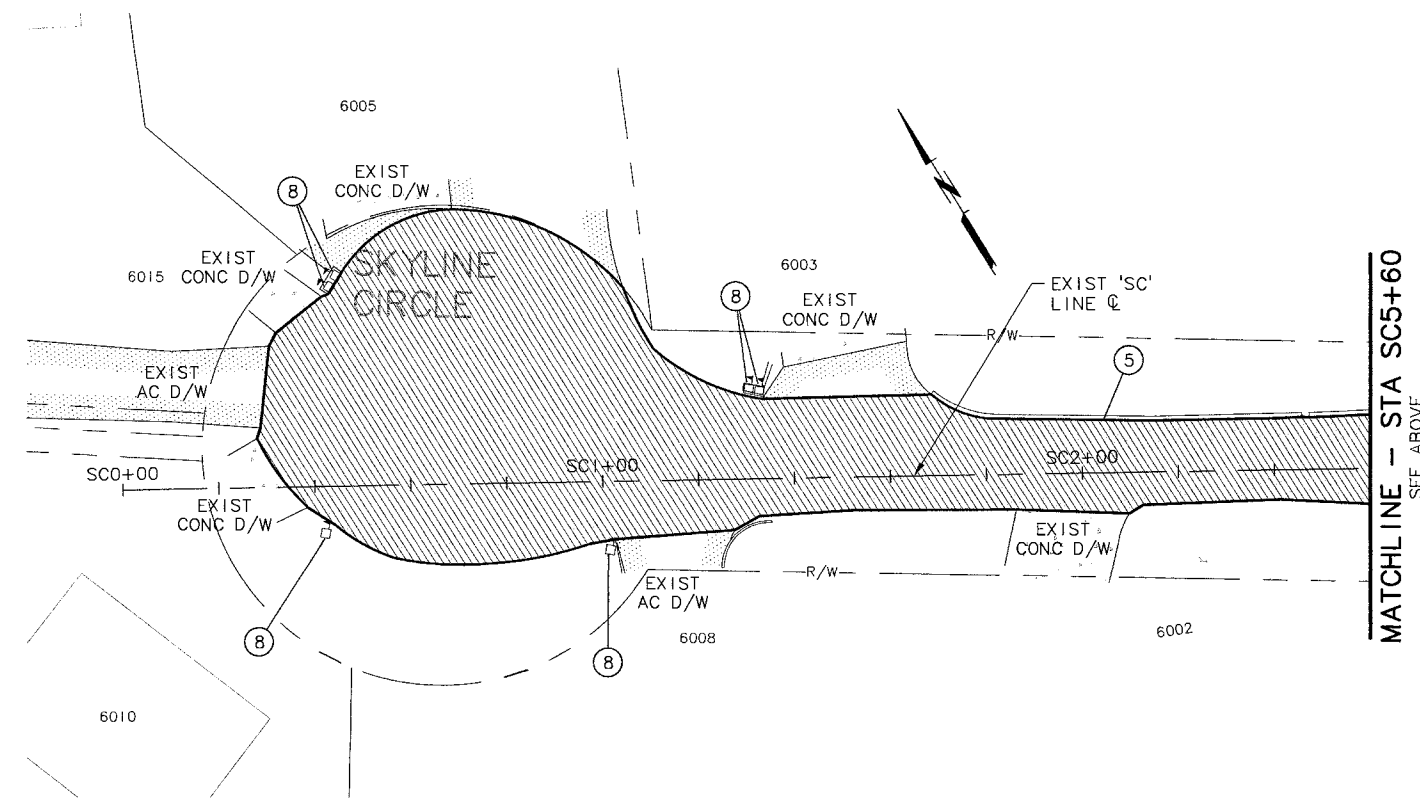 6005
EXIST
CONC D/W
8
EXIST
CONC D/W
6015
SKYLINE
CIRCLE
6003
8
EXIST
CONC D/W
EXIST 'SC'
LINE ℄
R/W
5
EXIST
AC D/W
SC0+00
SC1+00
SC2+00
EXIST
CONC D/W
EXIST
CONC D/W
R/W
EXIST
AC D/W
8
8
6008
6002
6010
MATCHLINE - STA SC5+60
SEE ABOVE